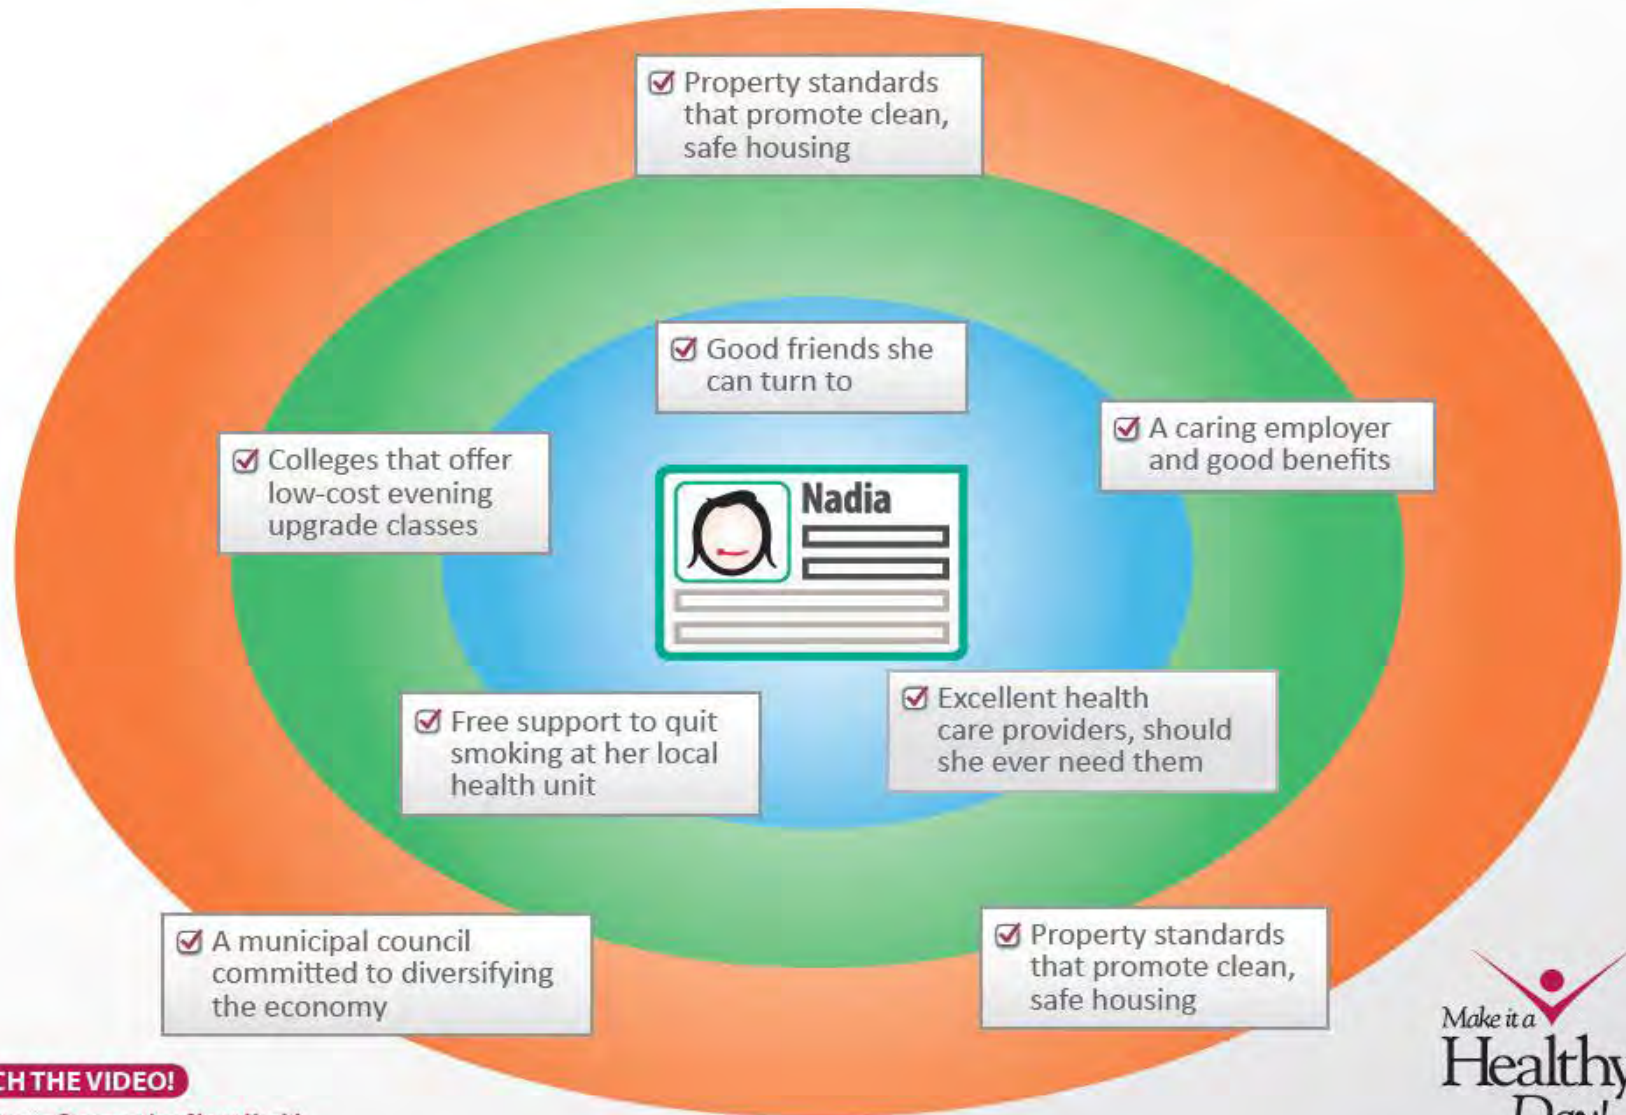 Property standards
that promote clean,
safe housing
Good friends she
can turn to
A caring employer
and good benefits
Colleges that offer
low-cost evening
upgrade classes
Nadia
Free support to quit
smoking at her local
health unit
Excellent health
care providers, should
she ever need them
A municipal council
committed to diversifying
the economy
Property standards
that promote clean,
safe housing
Make it a
Healthy
Day!
CH THE VIDEO!